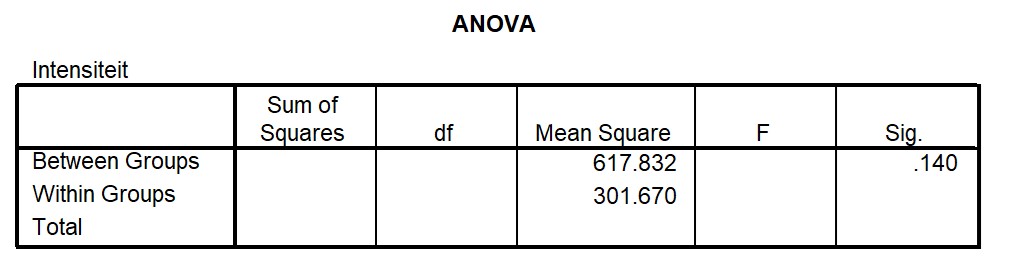 ANOVA
Intensiteit
Sum of Squares df Mean Square F Sig.
Between Groups 617.832 .140
Within Groups 301.670
Total